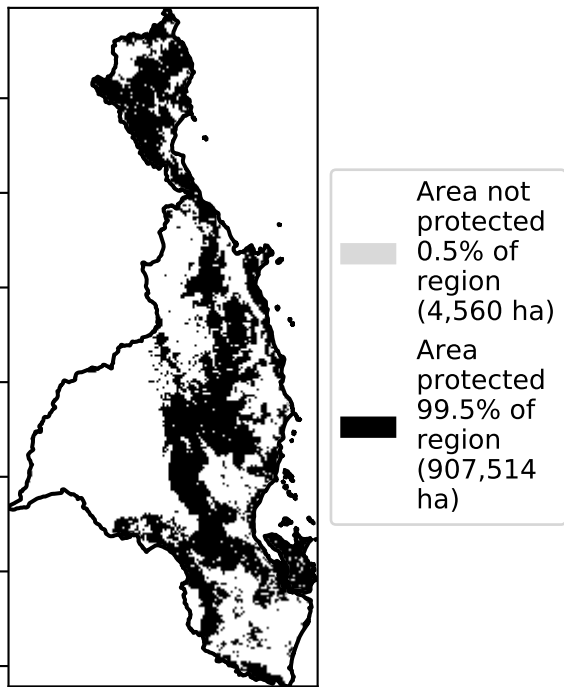 Area not
protected
0.5% of
region
(4,560 ha)
Area
protected
99.5% of
region
(907,514
ha)